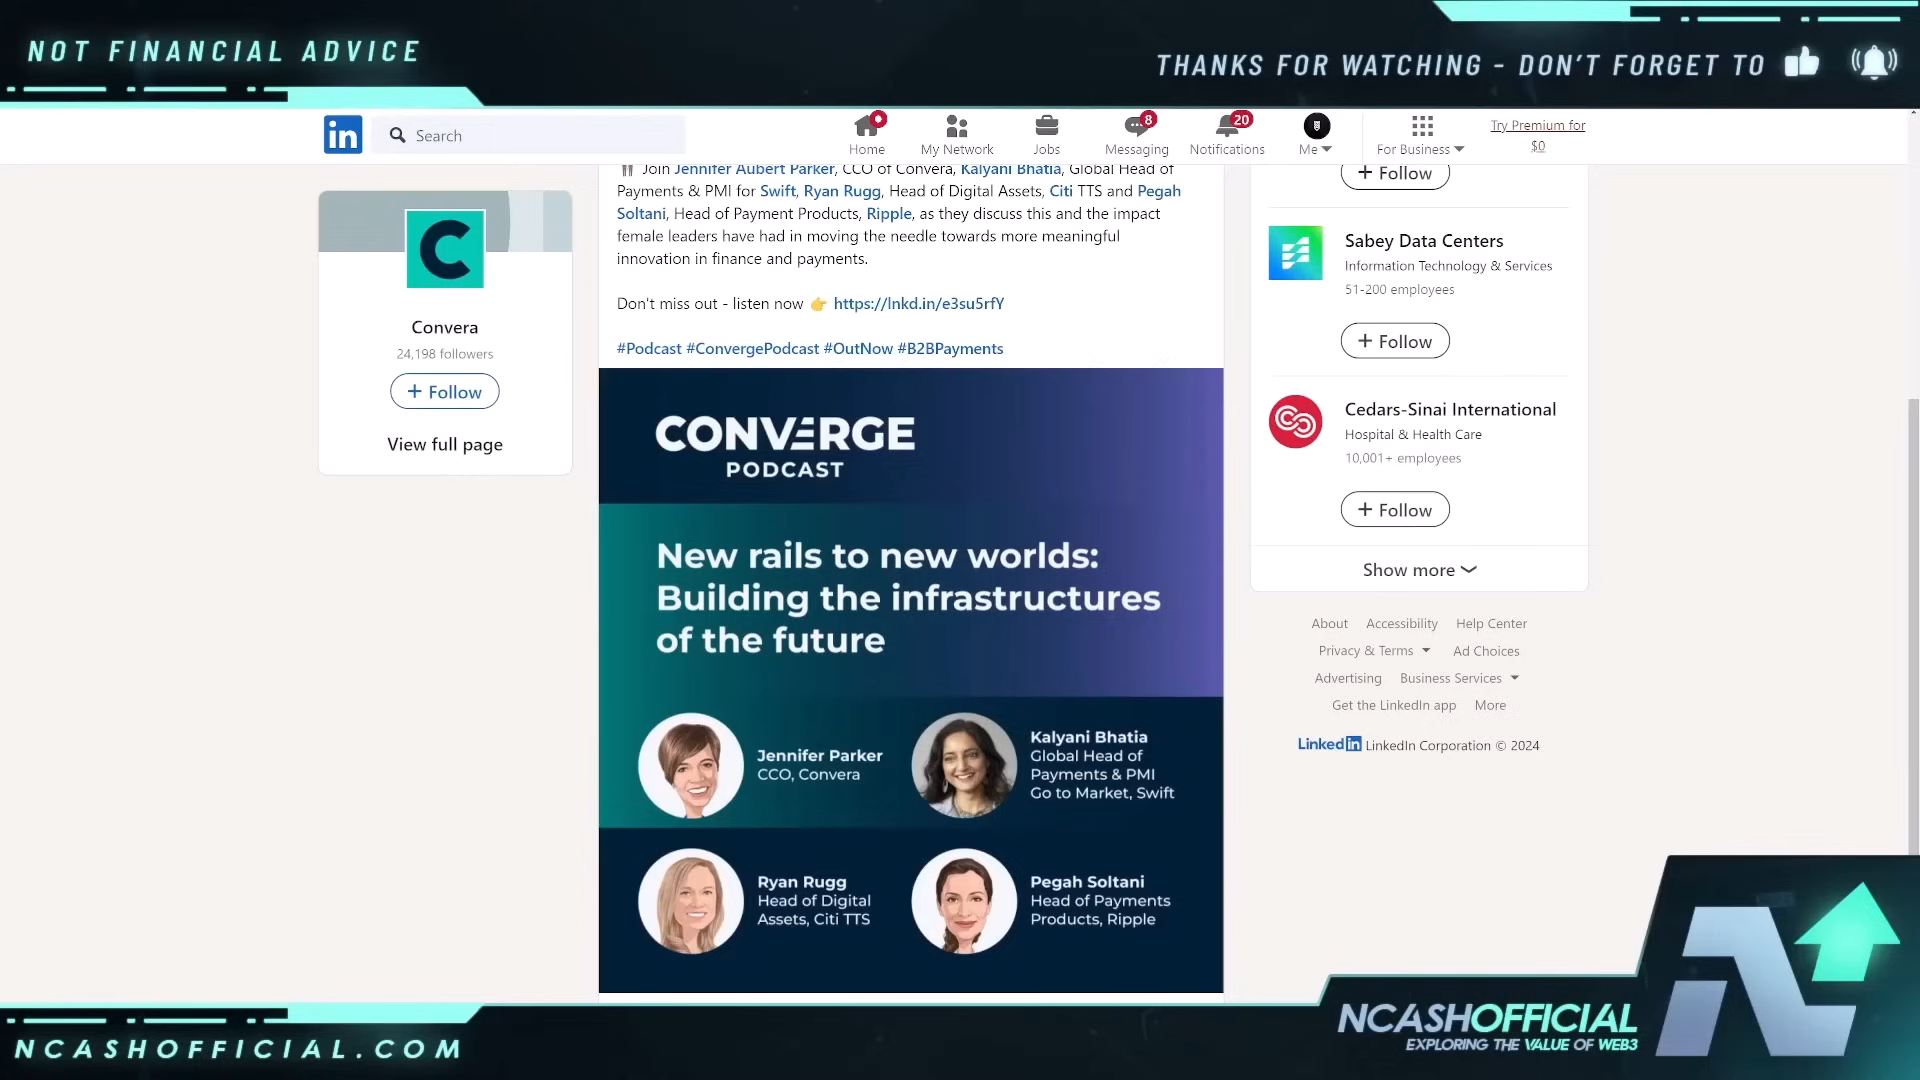 NOT FINANCIAL ADVICE
THANKS FOR WATCHING - DON'T FORGET TO
in
Search
Home
My Network
Jobs
8
Messaging
20
Notifications
Me
For Business
Try Premium for
$0
Convera
24,198 followers
+ Follow
View full page
Join Jennifer Aubert Parker, CCO of Convera, Kalyani Bhatia, Global Head of
Payments & PMI for Swift, Ryan Rugg, Head of Digital Assets, Citi TTS and Pegah
Soltani, Head of Payment Products, Ripple, as they discuss this and the impact
female leaders have had in moving the needle towards more meaningful
innovation in finance and payments.
Don't miss out - listen now 👉 https://lnkd.in/e3su5rfY
#Podcast #ConvergePodcast #OutNow #B2BPayments
CONVERGE
PODCAST
New rails to new worlds:
Building the infrastructures
of the future
Jennifer Parker
CCO, Convera
Kalyani Bhatia
Global Head of
Payments & PMI
Go to Market, Swift
Ryan Rugg
Head of Digital
Assets, Citi TTS
Pegah Soltani
Head of Payments
Products, Ripple
+ Follow
Sabey Data Centers
Information Technology & Services
51-200 employees
+ Follow
Cedars-Sinai International
Hospital & Health Care
10,001+ employees
+ Follow
Show more
About Accessibility Help Center
Privacy & Terms Ad Choices
Advertising Business Services
Get the LinkedIn app More
Linkedin LinkedIn Corporation © 2024
NCASHOFFICIAL.COM
NCASHOFFICIAL
EXPLORING THE VALUE OF WEB3